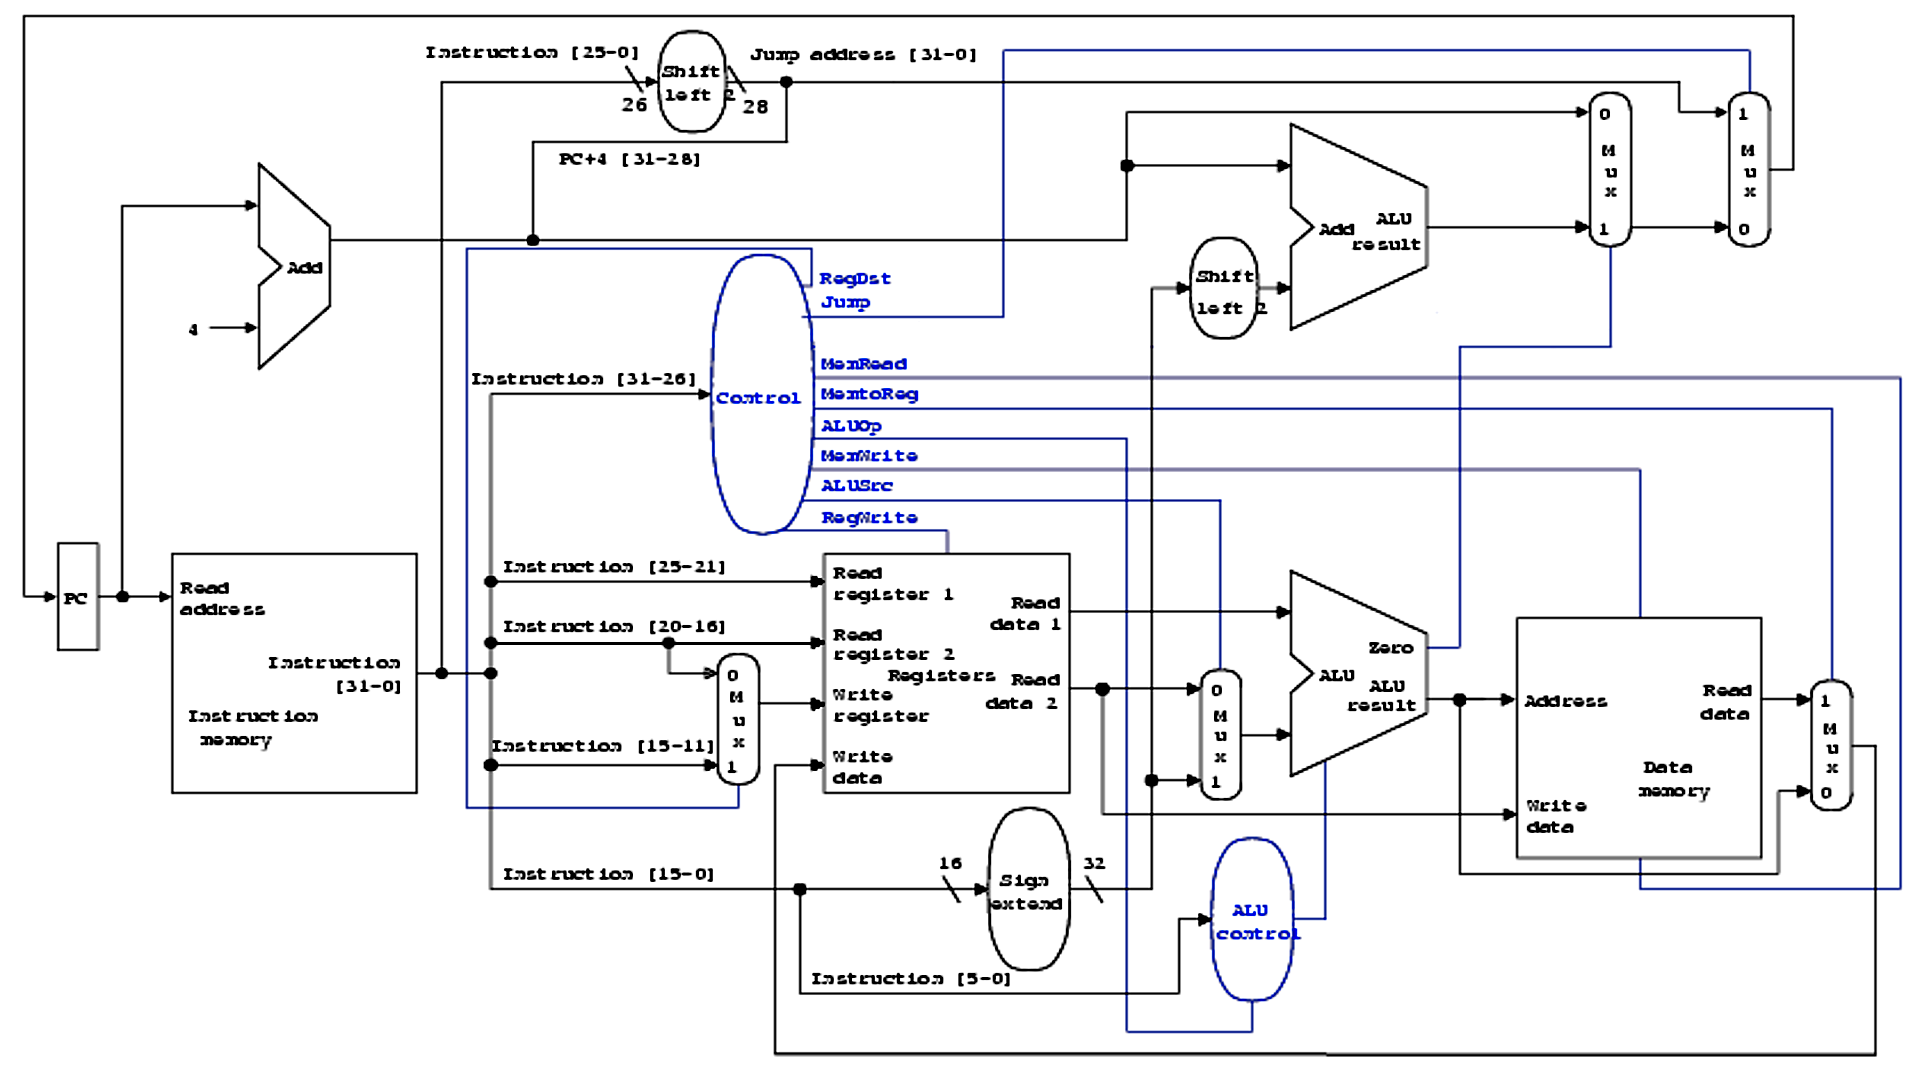 Instruction [25-0]
Shift
left 2
Jump address [31-0]
26
28
PC+4 [31-28]
Add
4
0
M
u
x
1
1
M
u
x
0
Add
ALU
result
Shift
left 2
RegDst
Jump
MemRead
MemtoReg
ALUOp
MemWrite
ALUSrc
RegWrite
Control
Instruction [31-26]
PC
Read
address
Instruction
[31-0]
Instruction
memory
Instruction [25-21]
Instruction [20-16]
Instruction [15-11]
0
M
u
x
1
Read
register 1
Read
register 2
Registers
Write
register
Write
data
Read
data 1
Read
data 2
0
M
u
x
1
Zero
ALU
ALU
result
Address
Read
data
Data
memory
Write
data
1
M
u
x
0
Instruction [15-0]
16
Sign
extend
32
ALU
control
Instruction [5-0]